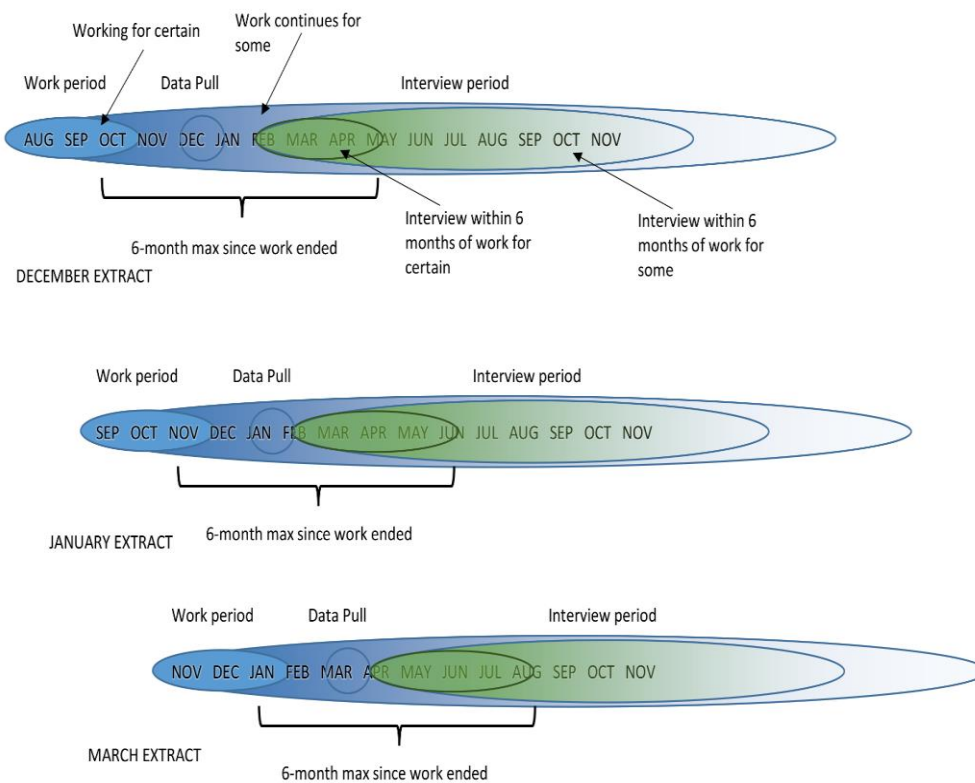 Working for certain
Work continues for
some
Work period
Data Pull
Interview period
AUG SEP OCT NOV DEC JAN FEB MAR APR MAY JUN JUL AUG SEP OCT NOV
6-month max since work ended
Interview within 6
months of work for
certain
Interview within 6
months of work for
some
DECEMBER EXTRACT
Work period
Data Pull
Interview period
SEP OCT NOV DEC JAN FEB MAR APR MAY JUN JUL AUG SEP OCT NOV
6-month max since work ended
JANUARY EXTRACT
Work period
Data Pull
Interview period
NOV DEC JAN FEB MAR APR MAY JUN JUL AUG SEP OCT NOV
MARCH EXTRACT
6-month max since work ended